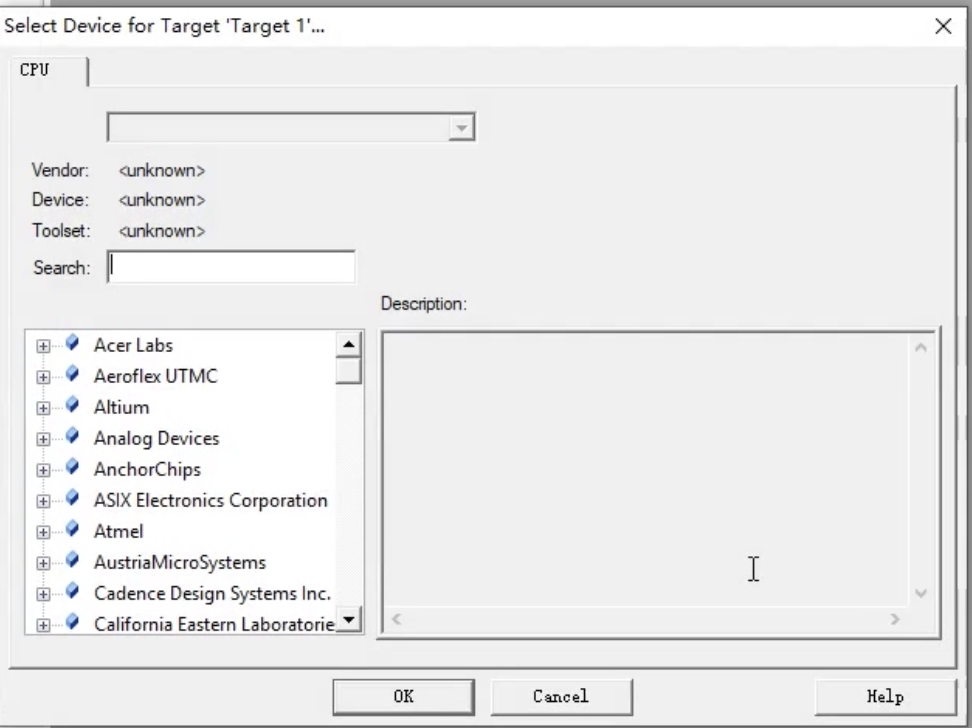 Select Device for Target 'Target 1'...
CPU
Vendor: <unknown>
Device: <unknown>
Toolset: <unknown>
Search:
Description:
Acer Labs
Aeroflex UTMC
Altium
Analog Devices
AnchorChips
ASIX Electronics Corporation
Atmel
AustriaMicroSystems
Cadence Design Systems Inc.
California Eastern Laboratorie
OK Cancel Help